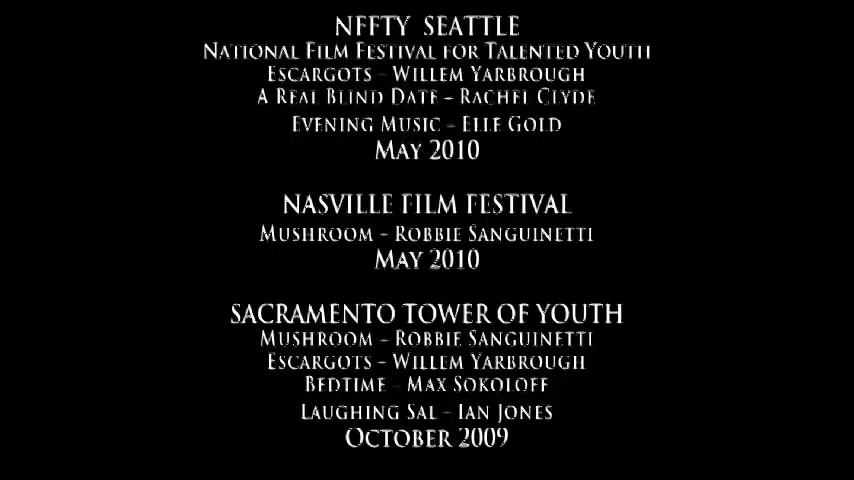 NFFTY SEATTLE
NATIONAL FILM FESTIVAL FOR TALENTED YOUTH
ESCARGOTS - WILLEM YARBROUGH
A REAL BLIND DATE - RACHEL CLYDE
EVENING MUSIC - ELLE GOLD
MAY 2010
NASVILLE FILM FESTIVAL
MUSHROOM - ROBBIE SANGUINETTI
MAY 2010
SACRAMENTO TOWER OF YOUTH
MUSHROOM - ROBBIE SANGUINETTI
ESCARGOTS - WILLEM YARBROUGH
BEDTIME - MAX SOKOLOFF
LAUGHING SAL - IAN JONES
OCTOBER 2009